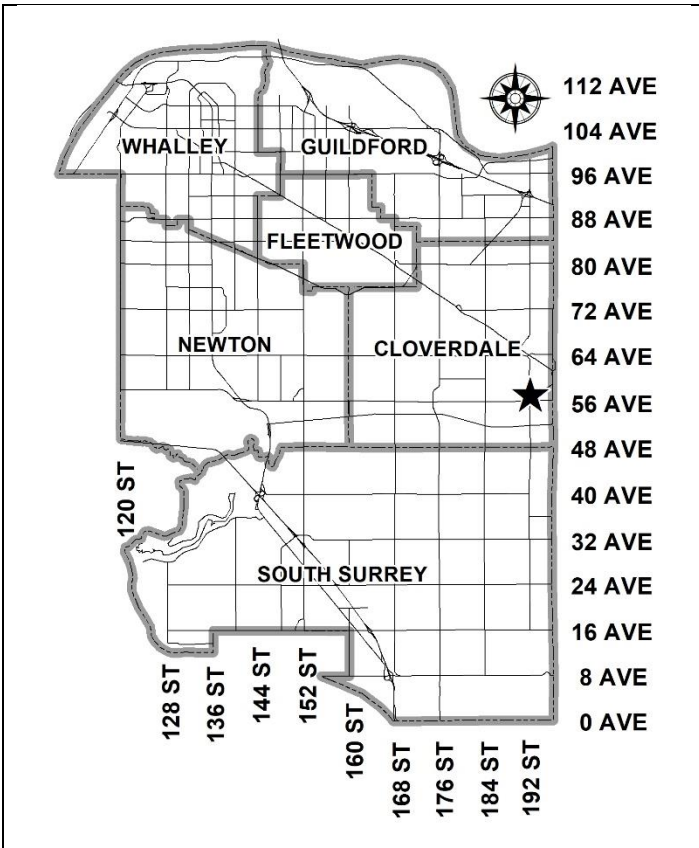 112 AVE
104 AVE
WHALLEY
GUILDFORD
96 AVE
88 AVE
FLEETWOOD
80 AVE
72 AVE
NEWTON
CLOVERDALE
64 AVE
56 AVE
48 AVE
120 ST
40 AVE
32 AVE
SOUTH SURREY
24 AVE
16 AVE
8 AVE
0 AVE
128 ST
136 ST
144 ST
152 ST
160 ST
168 ST
176 ST
184 ST
192 ST